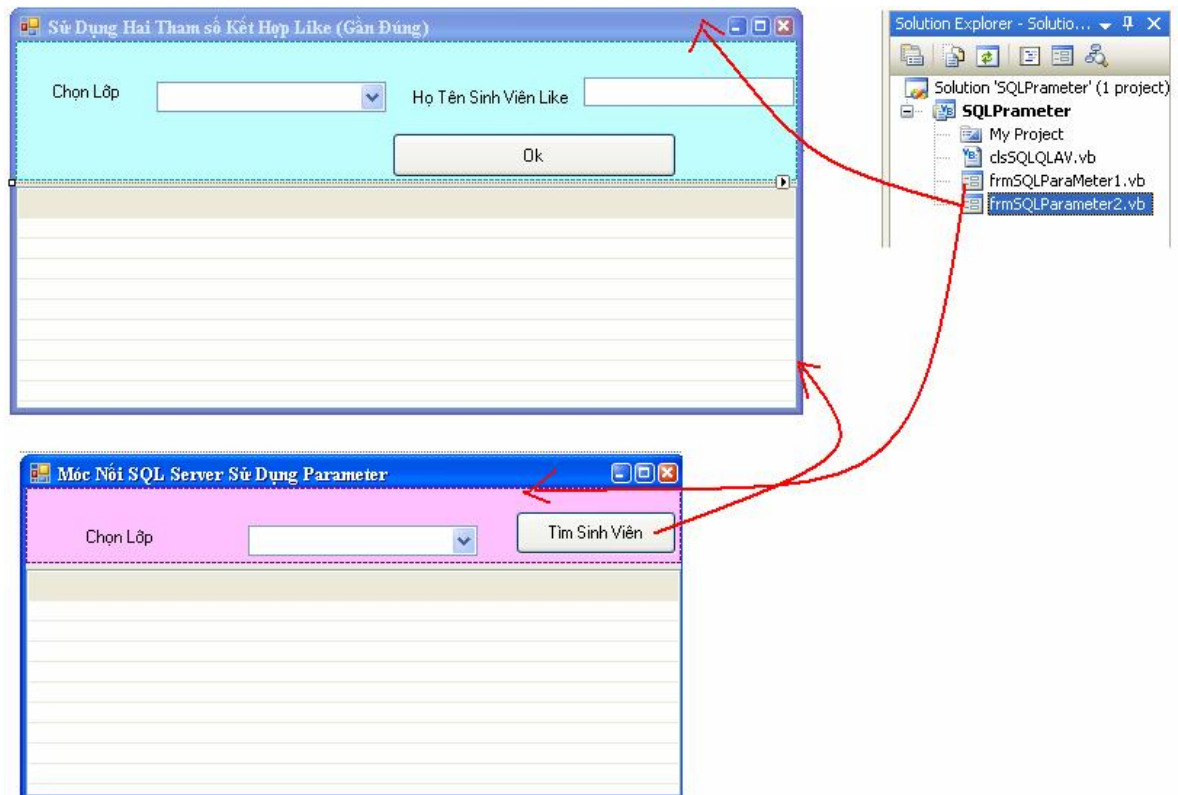 Sử Dụng Hai Tham số Kết Hợp Like (Gần Đúng)
Chọn Lớp
Họ Tên Sinh Viên Like
Ok
Solution Explorer - Solutio...
Solution 'SQLPrameter' (1 project)
SQLPrameter
My Project
clsSQLQLAV.vb
frmSQLParaMeter1.vb
frmSQLParameter2.vb
Móc Nối SQL Server Sử Dụng Parameter
Chọn Lớp
Tìm Sinh Viên